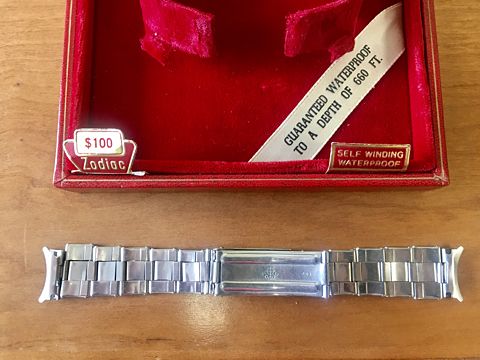 GUARANTEED WATERPROOF
TO A DEPTH OF 660 FT.
$100
Zodiac
SELF WINDING
WATERPROOF